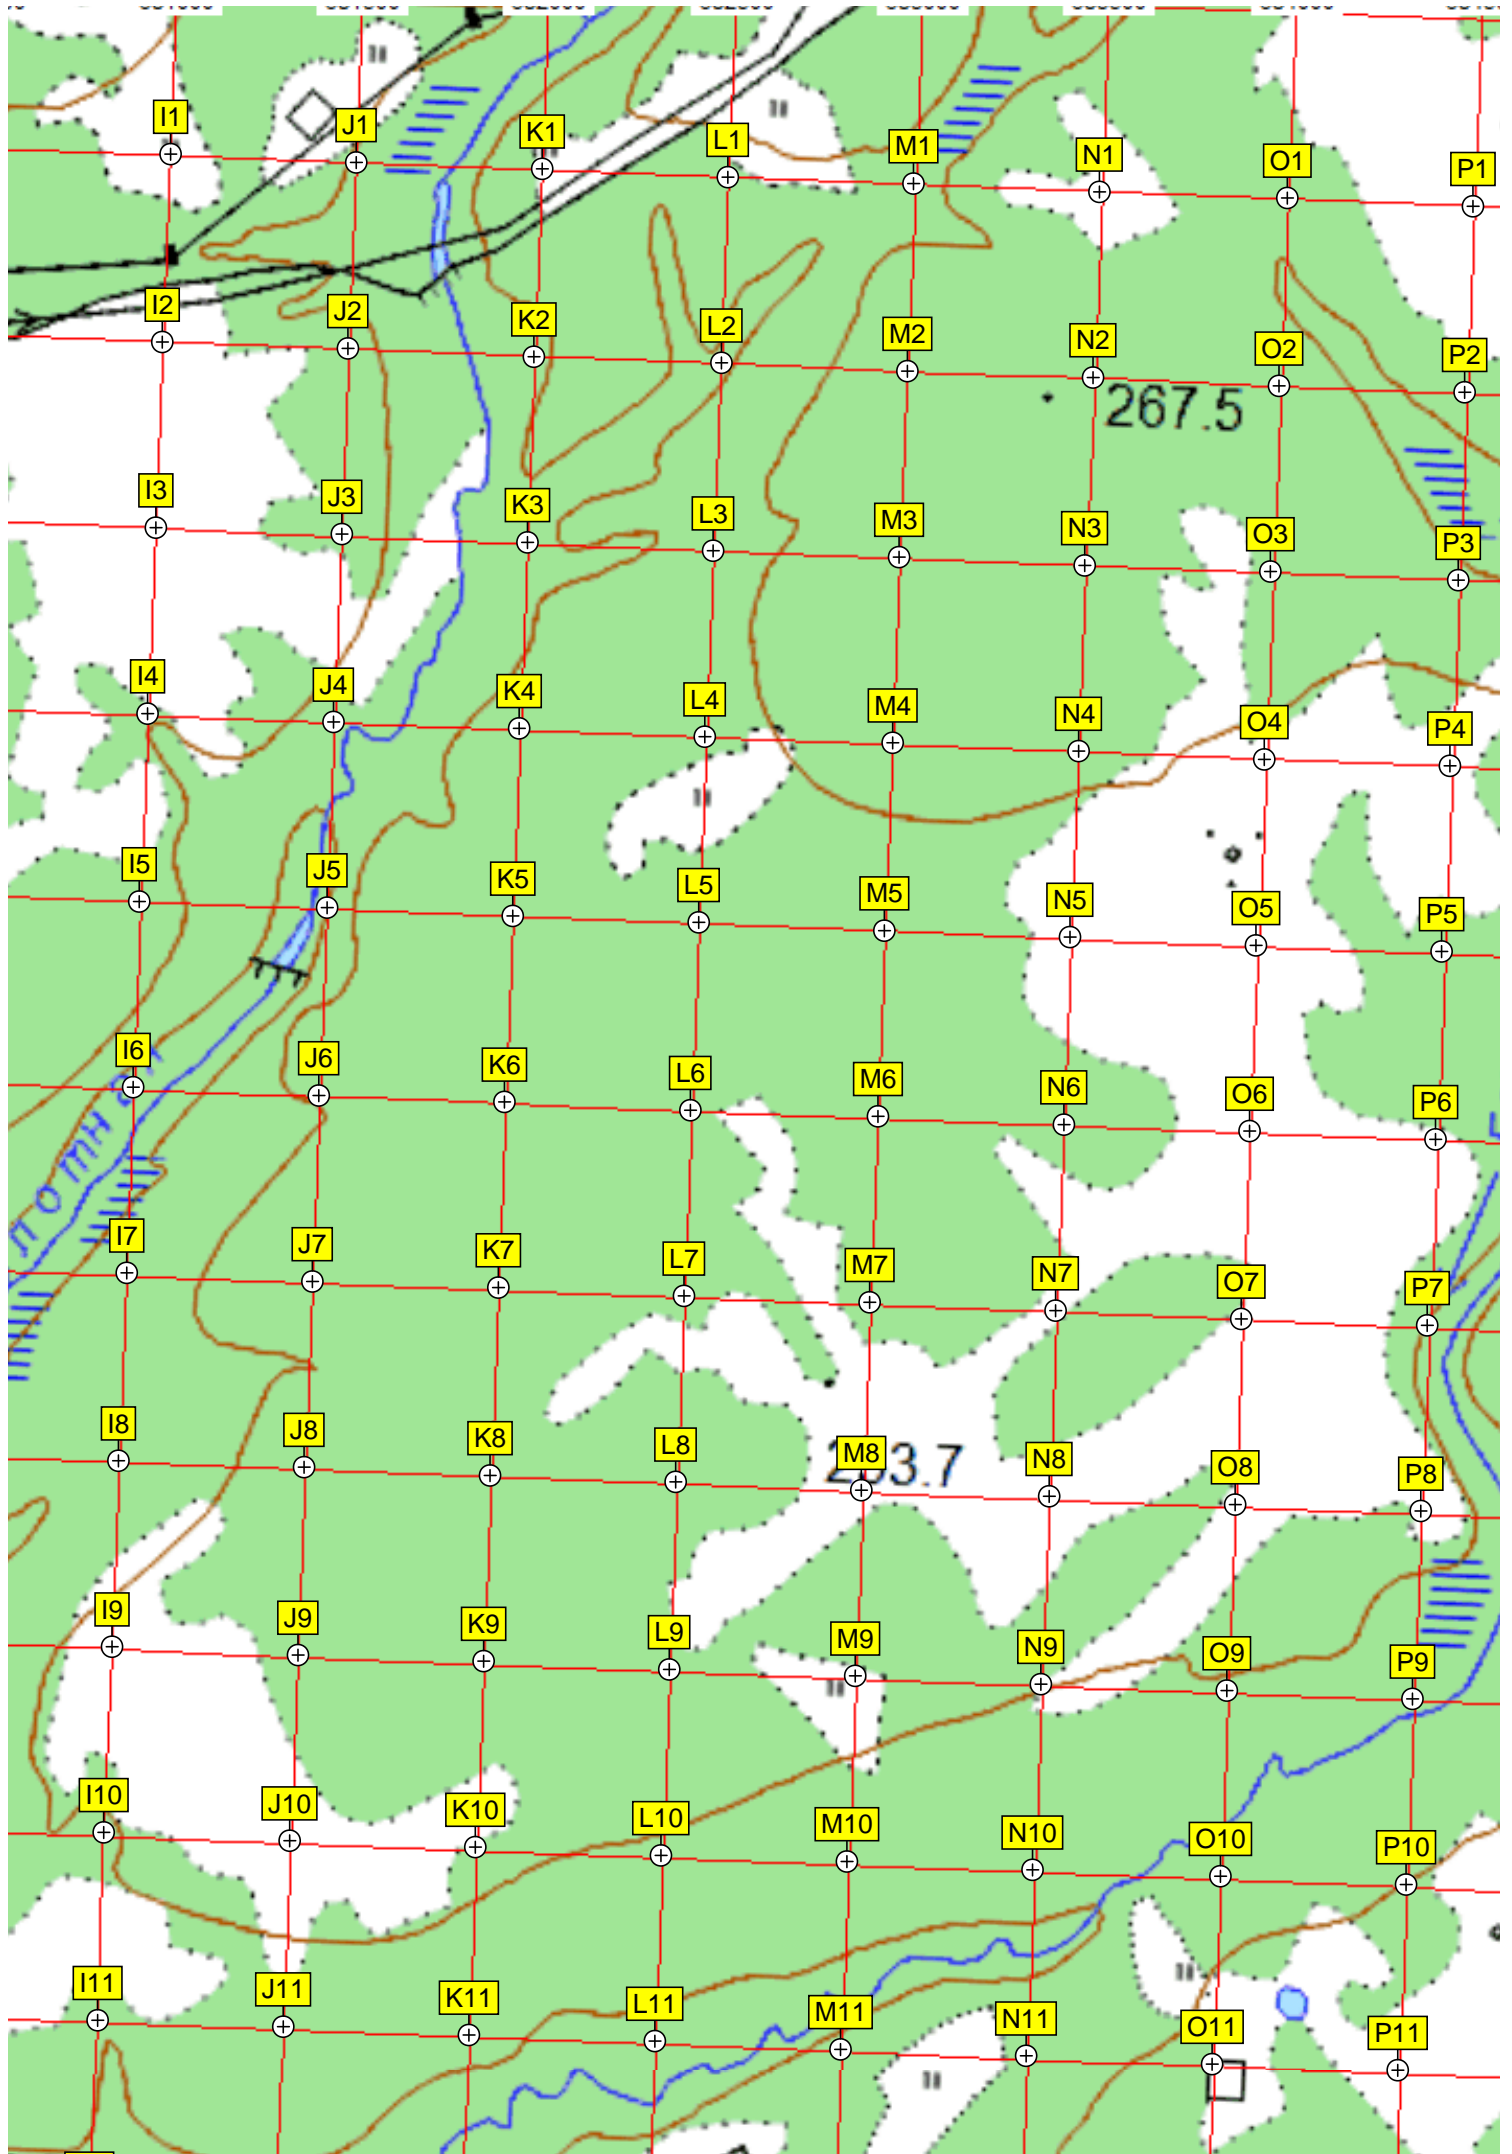 I1 J1 K1 L1 M1 N1 O1 P1
I2 J2 K2 L2 M2 N2 O2 P2
267.5
I3 J3 K3 L3 M3 N3 O3 P3
I4 J4 K4 L4 M4 N4 O4 P4
I5 J5 K5 L5 M5 N5 O5 P5
I6 J6 K6 L6 M6 N6 O6 P6
I7 J7 K7 L7 M7 N7 O7 P7
I8 J8 K8 L8 M8 N8 O8 P8
I9 J9 K9 L9 M9 N9 O9 P9
I10 J10 K10 L10 M10 N10 O10 P10
I11 J11 K11 L11 M11 N11 O11 P11